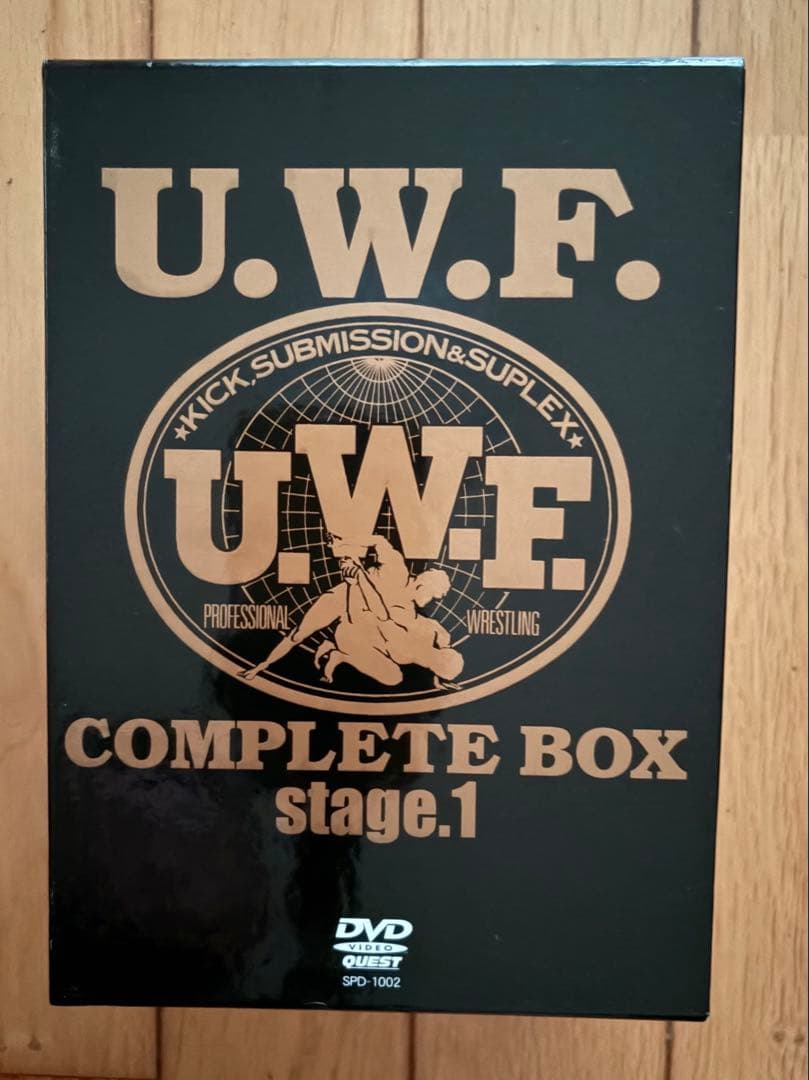 U.W.F.
★KICK, SUBMISSION & SUPLEX★
U.W.F.
PROFESSIONAL WRESTLING
COMPLETE BOX
stage.1
DVD
VIDEO
QUEST
SPD-1002